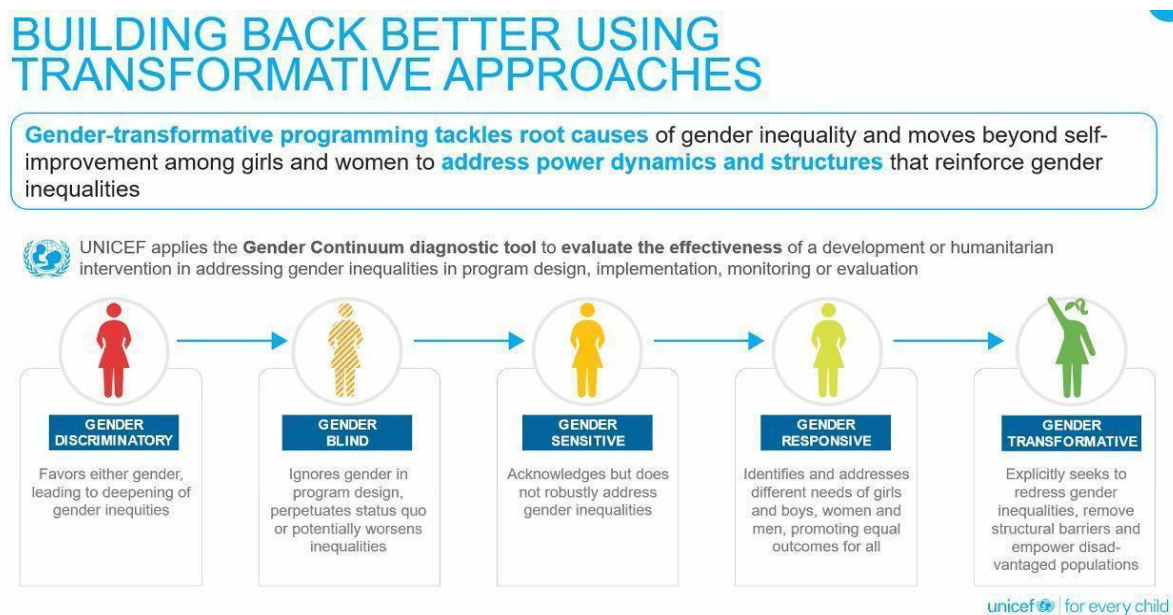 BUILDING BACK BETTER USING
TRANSFORMATIVE APPROACHES
Gender-transformative programming tackles root causes of gender inequality and moves beyond self-
improvement among girls and women to address power dynamics and structures that reinforce gender
inequalities
UNICEF applies the Gender Continuum diagnostic tool to evaluate the effectiveness of a development or humanitarian
intervention in addressing gender inequalities in program design, implementation, monitoring or evaluation
GENDER
DISCRIMINATORY
Favors either gender,
leading to deepening of
gender inequities
GENDER
BLIND
Ignores gender in
program design,
perpetuates status quo
or potentially worsens
inequalities
GENDER
SENSITIVE
Acknowledges but does
not robustly address
gender inequalities
GENDER
RESPONSIVE
Identifies and addresses
different needs of girls
and boys, women and
men, promoting equal
outcomes for all
GENDER
TRANSFORMATIVE
Explicitly seeks to
redress gender
inequalities, remove
structural barriers and
empower disad-
vantaged populations
unicef for every child